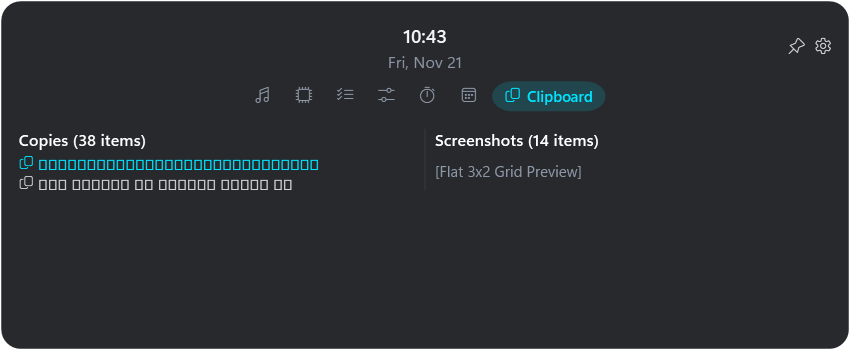 10:43
Fri, Nov 21
Clipboard
Copies (38 items)
Screenshots (14 items)
[Flat 3x2 Grid Preview]